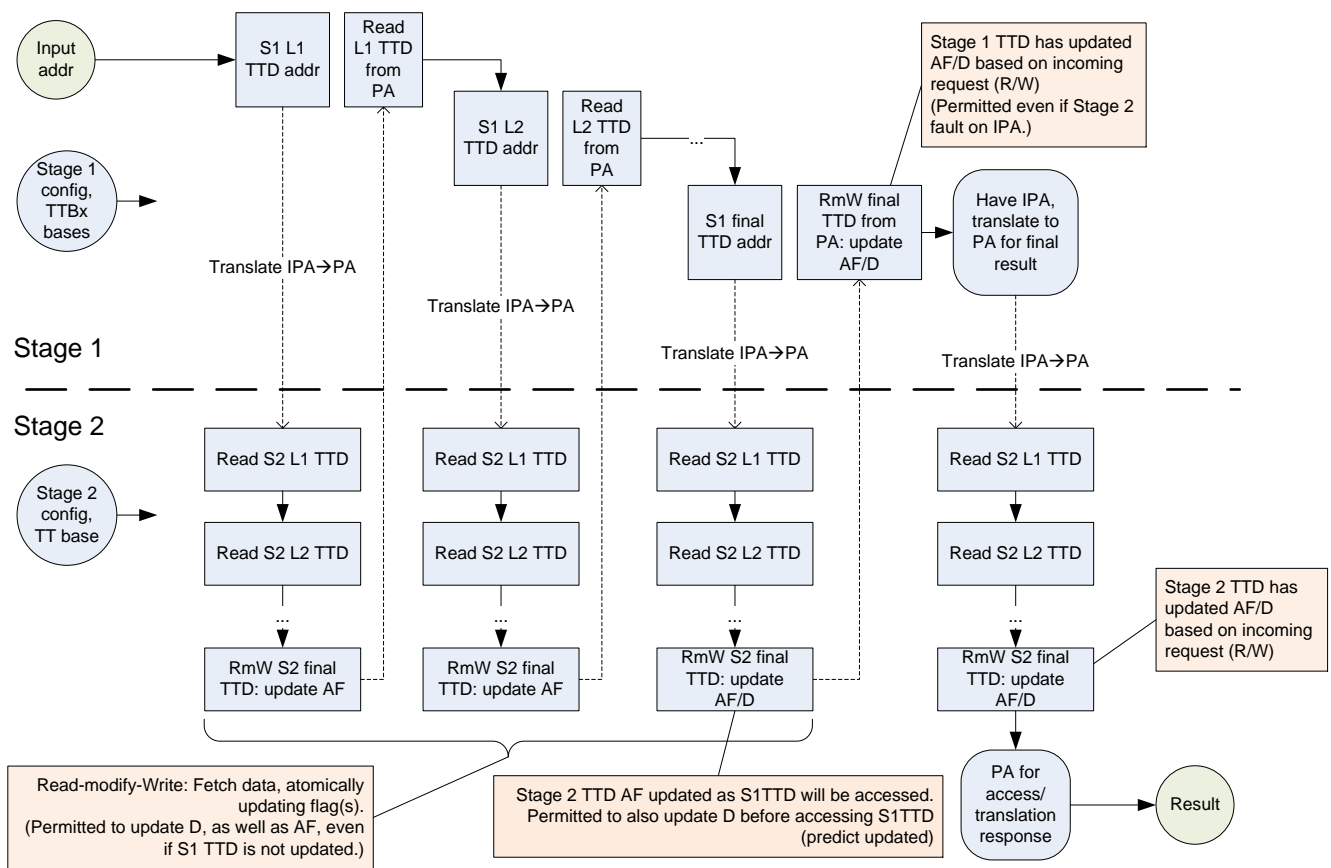 Input
addr
S1 L1
TTD addr
Read
L1 TTD
from
PA
S1 L2
TTD addr
Read
L2 TTD
from
PA
...
S1 final
TTD addr
RmW final
TTD from
PA: update
AF/D
Have IPA,
translate to
PA for final
result
Stage 1 TTD has updated
AF/D based on incoming
request (R/W)
(Permitted even if Stage 2
fault on IPA.)
Stage 1
config,
TTBx
bases
Translate IPA→PA
Translate IPA→PA
Translate IPA→PA
Translate IPA→PA
Stage 1
Stage 2
Stage 2
config,
TT base
Read S2 L1 TTD
Read S2 L2 TTD
...
RmW S2 final
TTD: update AF
Read S2 L1 TTD
Read S2 L2 TTD
...
RmW S2 final
TTD: update AF
Read S2 L1 TTD
Read S2 L2 TTD
...
RmW S2 final
TTD: update
AF/D
Read S2 L1 TTD
Read S2 L2 TTD
...
RmW S2 final
TTD: update
AF/D
Stage 2 TTD has
updated AF/D
based on incoming
request (R/W)
Read-modify-Write: Fetch data, atomically
updating flag(s).
(Permitted to update D, as well as AF, even
if S1 TTD is not updated.)
Stage 2 TTD AF updated as S1TTD will be accessed.
Permitted to also update D before accessing S1TTD
(predict updated)
PA for
access/
translation
response
Result